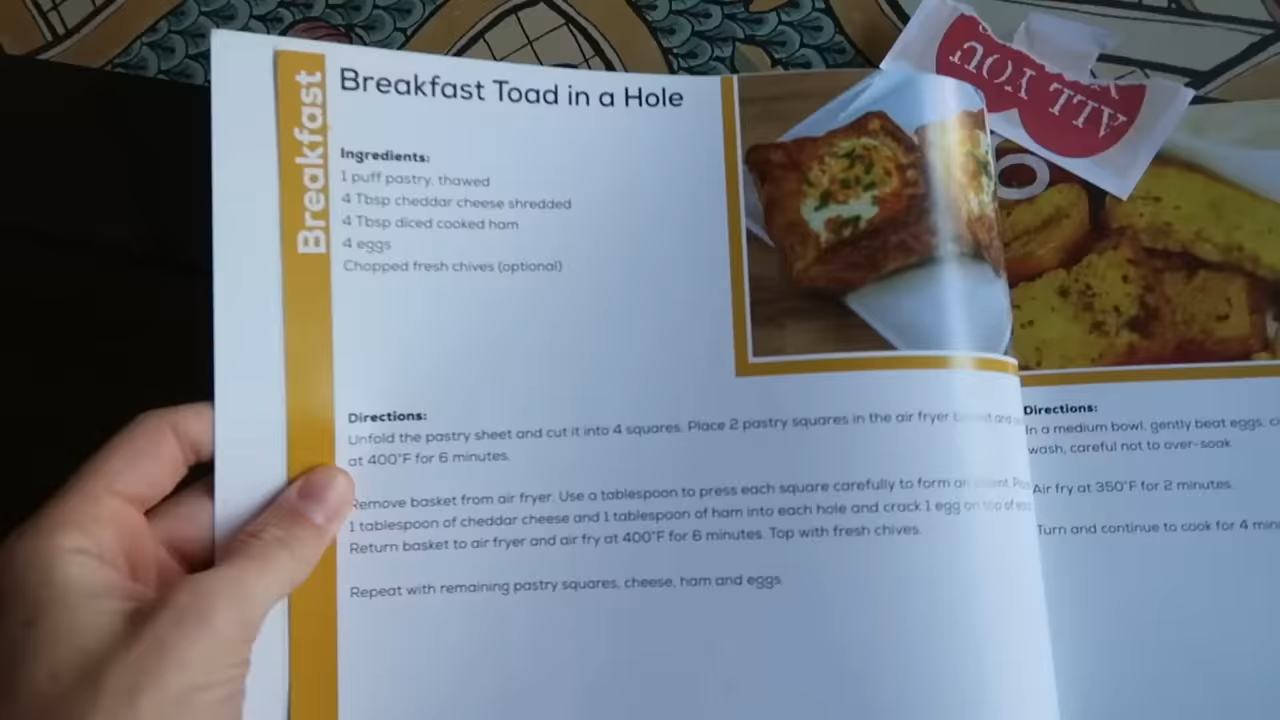 Breakfast
Breakfast Toad in a Hole
Ingredients:
1 puff pastry, thawed
4 Tbsp cheddar cheese shredded
4 Tbsp diced cooked ham
4 eggs
Chopped fresh chives (optional)
Directions:
Unfold the pastry sheet and cut it into 4 squares. Place 2 pastry squares in the air fryer
at 400°F for 6 minutes.
Remove basket from air fryer. Use a tablespoon to press each square carefully to form an
1 tablespoon of cheddar cheese and 1 tablespoon of ham into each hole and crack 1 egg on top of
Return basket to air fryer and air fry at 400°F for 6 minutes. Top with fresh chives.
Repeat with remaining pastry squares, cheese, ham and eggs
ALL YOU
Directions:
In a medium bowl, gently beat eggs,
wash, careful not to over-soak
Air fry at 350°F for 2 minutes.
Turn and continue to cook for 4